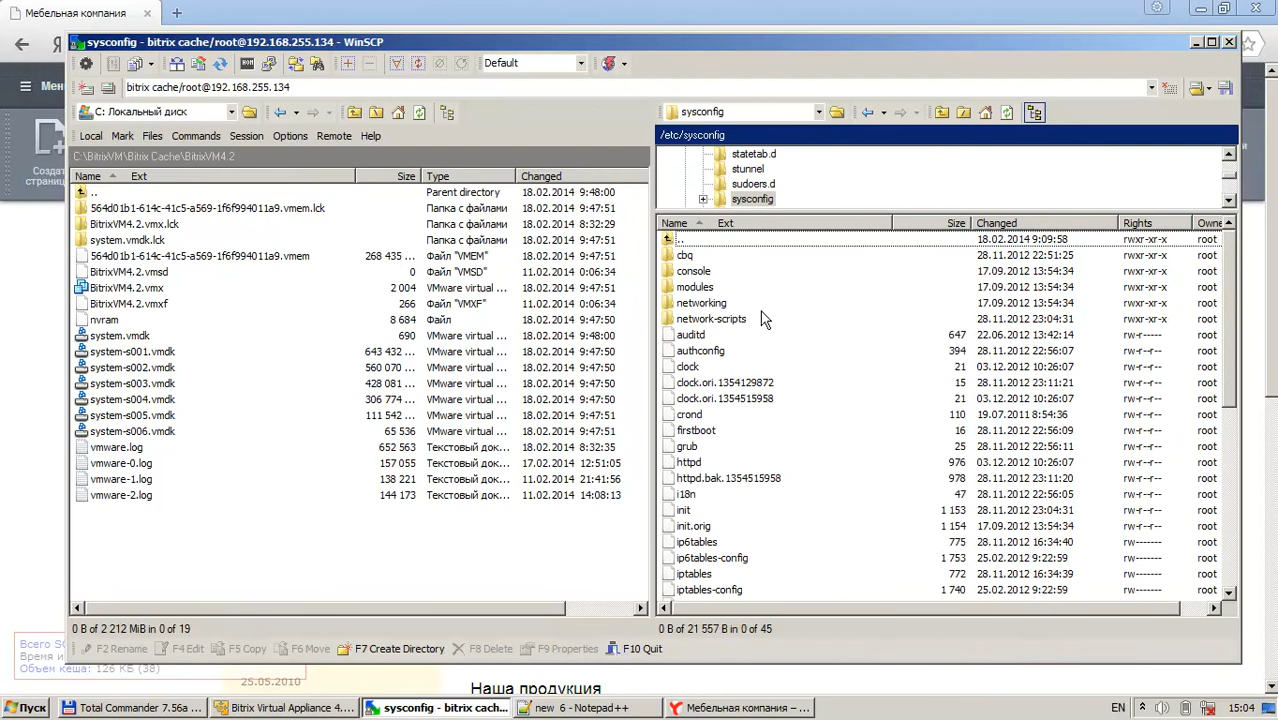 Мебельная компания
sysconfig - bitrix cache/root@192.168.255.134 - WinSCP
Default
bitrix cache/root@192.168.255.134
C: Локальный диск
sysconfig
Local Mark Files Commands Session Options Remote Help
/etc/sysconfig
C:\BitrixVM\Bitrix Cache\BitrixVM4.2
Name Ext Size Type Changed
.. Parent directory 18.02.2014 9:48:00
564d01b1-614c-41c5-a569-1f6f994011a9.vmem.lck Папка с файлами 18.02.2014 9:47:51
BitrixVM4.2.vmx.lck Папка с файлами 18.02.2014 8:32:29
system.vmdk.lck Папка с файлами 18.02.2014 9:47:51
564d01b1-614c-41c5-a569-1f6f994011a9.vmem 268 435 ... Файл "VMEM" 18.02.2014 9:47:51
BitrixVM4.2.vmsd 0 Файл "VMSD" 11.02.2014 0:06:34
BitrixVM4.2.vmx 2 004 VMware virtual ... 18.02.2014 9:47:51
BitrixVM4.2.vmxf 266 Файл "VMXF" 11.02.2014 0:06:34
nvram 8 684 Файл 18.02.2014 9:47:51
system.vmdk 690 VMware virtual ... 18.02.2014 9:48:00
system-s001.vmdk 643 432 ... VMware virtual ... 18.02.2014 9:47:50
system-s002.vmdk 560 070 ... VMware virtual ... 18.02.2014 9:47:50
system-s003.vmdk 428 081 ... VMware virtual ... 18.02.2014 9:47:50
system-s004.vmdk 306 774 ... VMware virtual ... 18.02.2014 9:47:50
system-s005.vmdk 111 542 ... VMware virtual ... 18.02.2014 9:47:51
system-s006.vmdk 65 536 VMware virtual ... 18.02.2014 9:47:51
vmware.log 652 563 Текстовый док... 18.02.2014 8:32:35
vmware-0.log 157 055 Текстовый док... 17.02.2014 12:51:05
vmware-1.log 138 221 Текстовый док... 11.02.2014 21:41:56
vmware-2.log 144 173 Текстовый док... 11.02.2014 14:08:13
statetab.d
stunnel
sudoers.d
sysconfig
Name Ext Size Changed Rights Owne
.. 18.02.2014 9:09:58 rwxr-xr-x root
cbq 28.11.2012 22:51:25 rwxr-xr-x root
console 17.09.2012 13:54:34 rwxr-xr-x root
modules 17.09.2012 13:54:34 rwxr-xr-x root
networking 17.09.2012 13:54:34 rwxr-xr-x root
network-scripts 28.11.2012 23:04:31 rwxr-xr-x root
auditd 647 22.06.2012 13:42:14 rw-r----- root
authconfig 394 28.11.2012 22:56:07 rw-r--r-- root
clock 21 03.12.2012 10:26:07 rw-r--r-- root
clock.ori.1354129872 15 28.11.2012 23:11:21 rw-r--r-- root
clock.ori.1354515958 21 03.12.2012 10:26:07 rw-r--r-- root
crond 110 19.07.2011 8:54:36 rw-r--r-- root
firstboot 16 28.11.2012 22:56:09 rw-r--r-- root
grub 25 28.11.2012 22:56:11 rw-r--r-- root
httpd 976 03.12.2012 10:26:07 rw-r--r-- root
httpd.bak.1354515958 978 28.11.2012 23:11:20 rw-r--r-- root
i18n 47 28.11.2012 22:56:05 rw-r--r-- root
init 1 153 28.11.2012 23:04:31 rw-r--r-- root
init.orig 1 154 17.09.2012 13:54:34 rw-r--r-- root
ip6tables 775 28.11.2012 16:34:40 rw------- root
ip6tables-config 1 753 25.02.2012 9:22:59 rw------- root
iptables 772 28.11.2012 16:34:39 rw------- root
iptables-config 1 740 25.02.2012 9:22:59 rw------- root
0 B of 2 212 MiB in 0 of 19
0 B of 21 557 B in 0 of 45
F2 Rename F4 Edit F5 Copy F6 Move F7 Create Directory F8 Delete F9 Properties F10 Quit
Мен
Создат
страниц
Всего SQ
Время и
Объем кеша: 126 КБ (38)
25.05.2010
Наша продукция
Пуск
Total Commander 7.56a ...
Bitrix Virtual Appliance 4....
sysconfig - bitrix cach...
new 6 - Notepad++
Мебельная компания – ...
EN
15:04